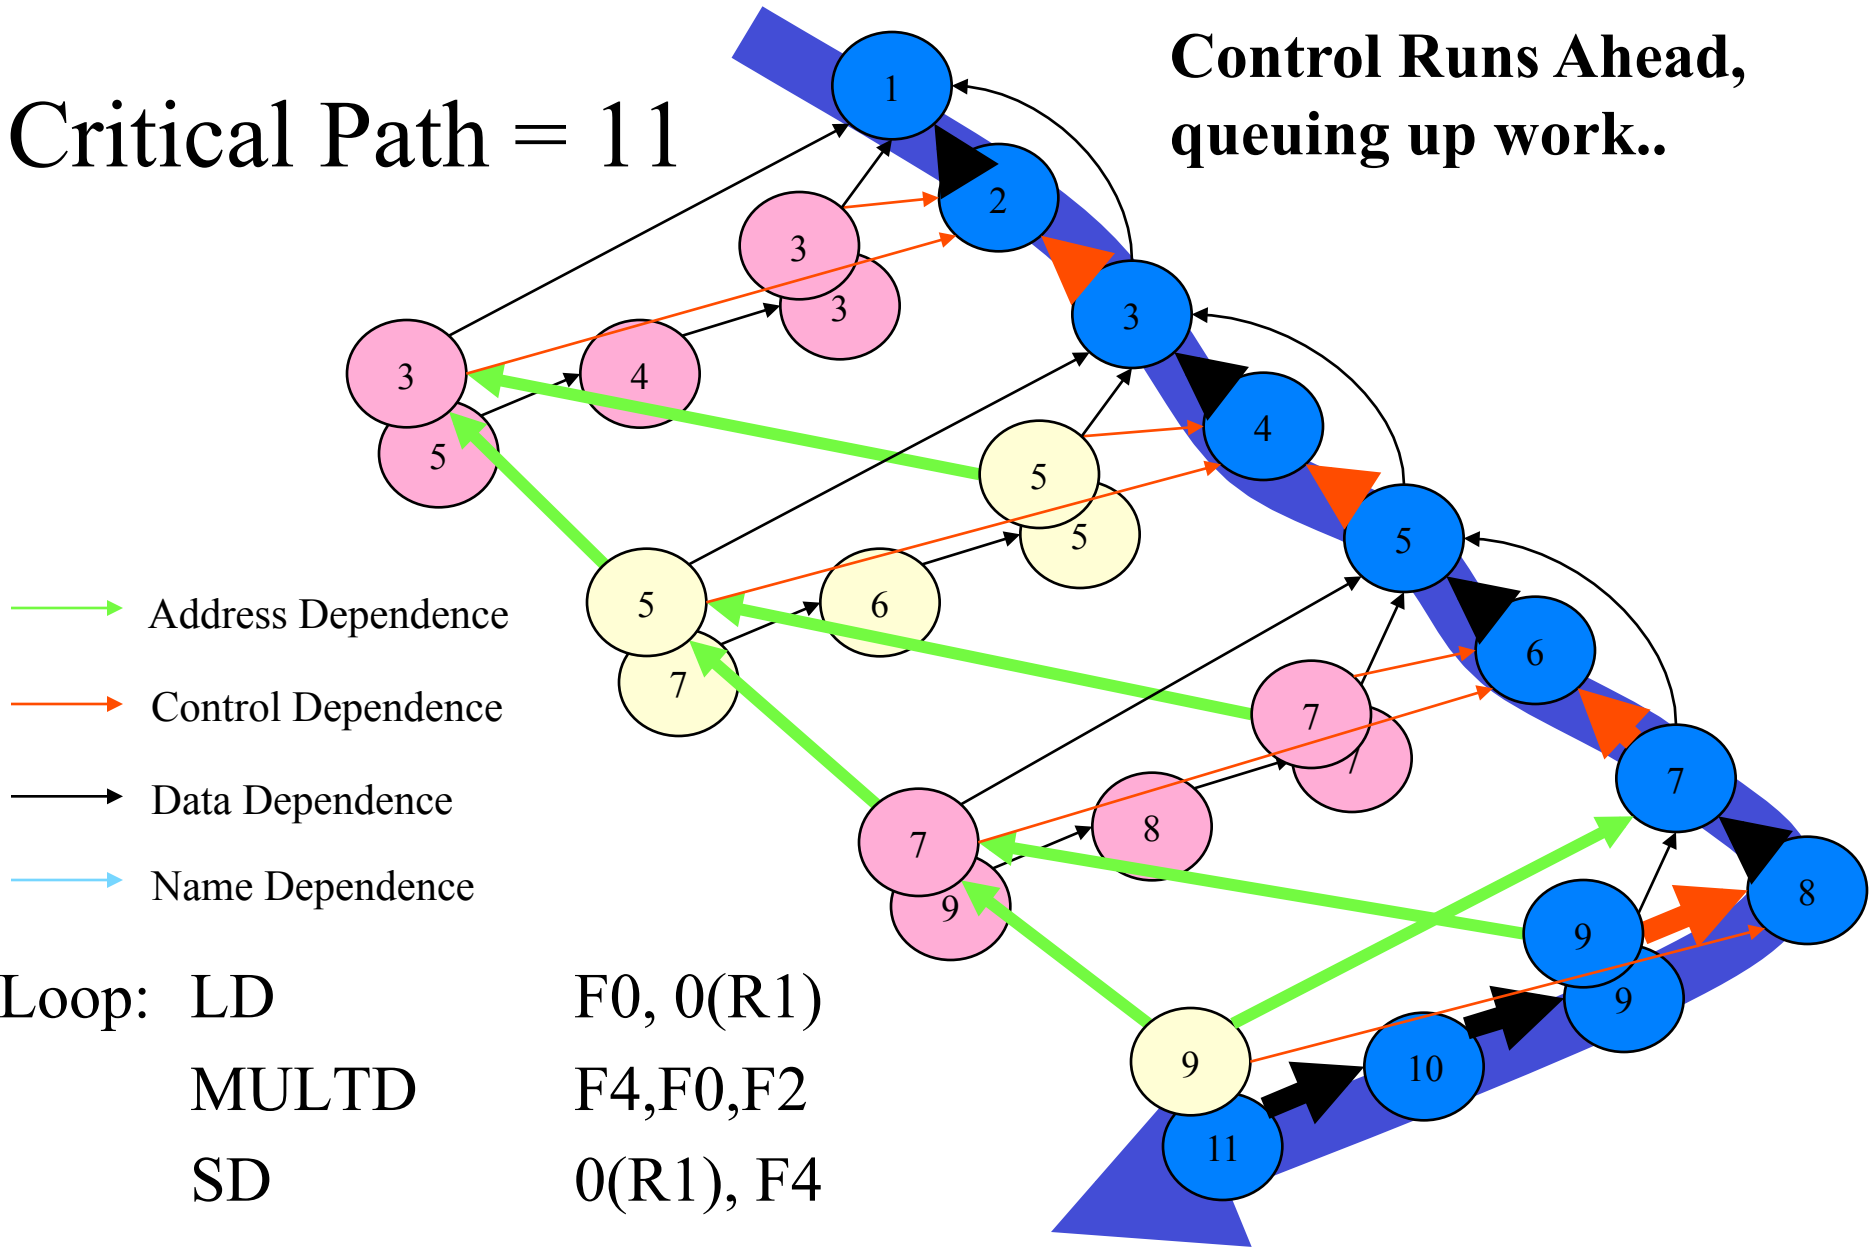 Control Runs Ahead,
queuing up work..
Critical Path = 11
1
2
3
3
3
3
4
5
4
5
5
5
6
7
5
6
7
7
7
8
9
7
8
9
9
9
10
11
Address Dependence
Control Dependence
Data Dependence
Name Dependence
Loop: LD F0, 0(R1)
MULTD F4,F0,F2
SD 0(R1), F4